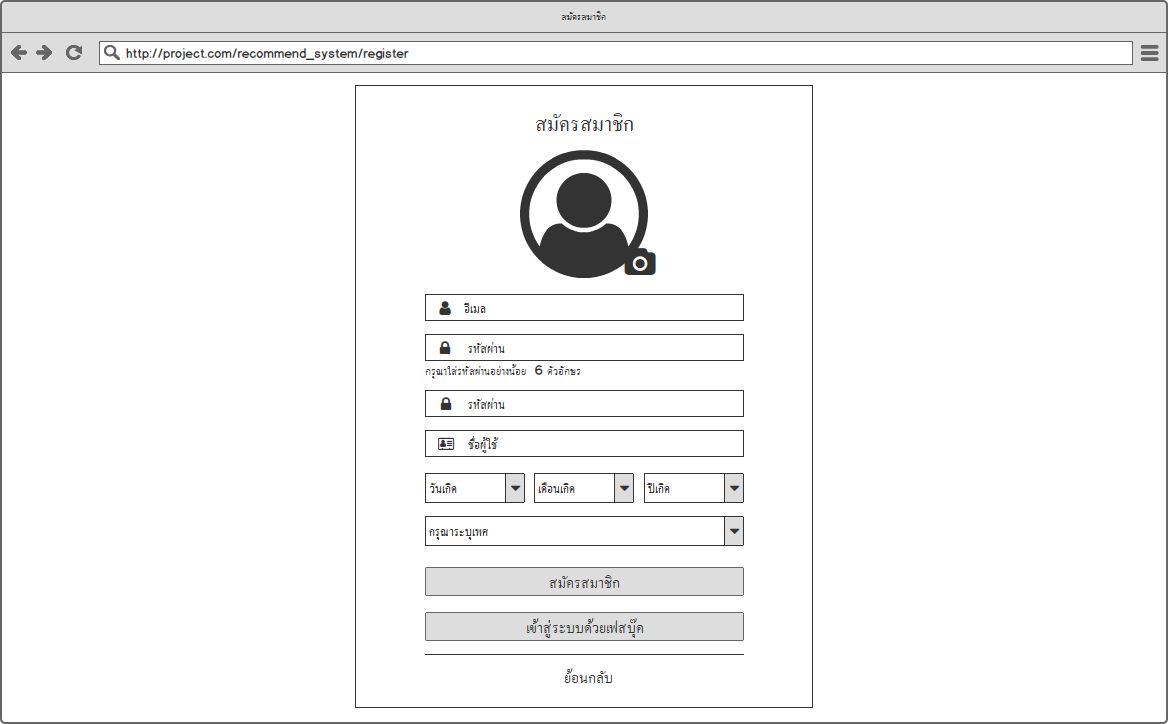 สมัครสมาชิก
http://project.com/recommend_system/register
สมัครสมาชิก
อีเมล
รหัสผ่าน
กรุณาใส่รหัสผ่านอย่างน้อย 6 ตัวอักษร
รหัสผ่าน
ชื่อผู้ใช้
วันเกิด เดือนเกิด ปีเกิด
กรุณาระบุเพศ
สมัครสมาชิก
เข้าสู่ระบบด้วยเฟสบุ๊ค
ย้อนกลับ